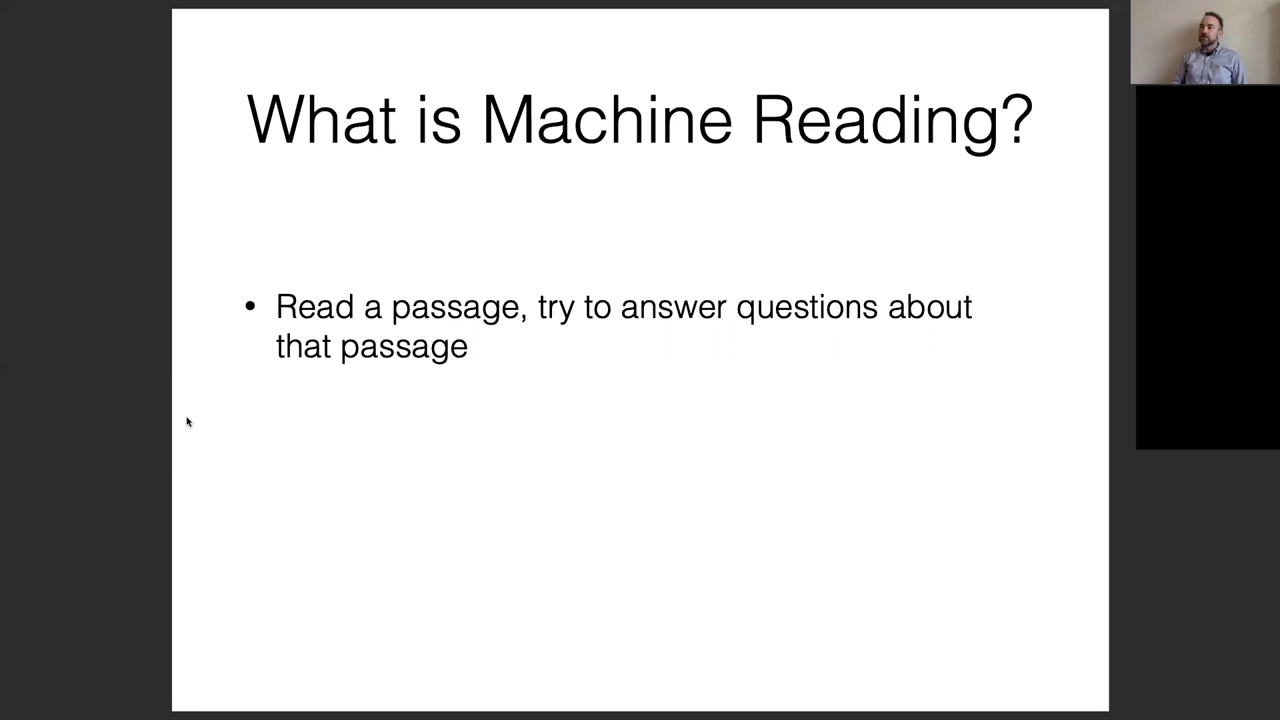 What is Machine Reading?
• Read a passage, try to answer questions about
that passage